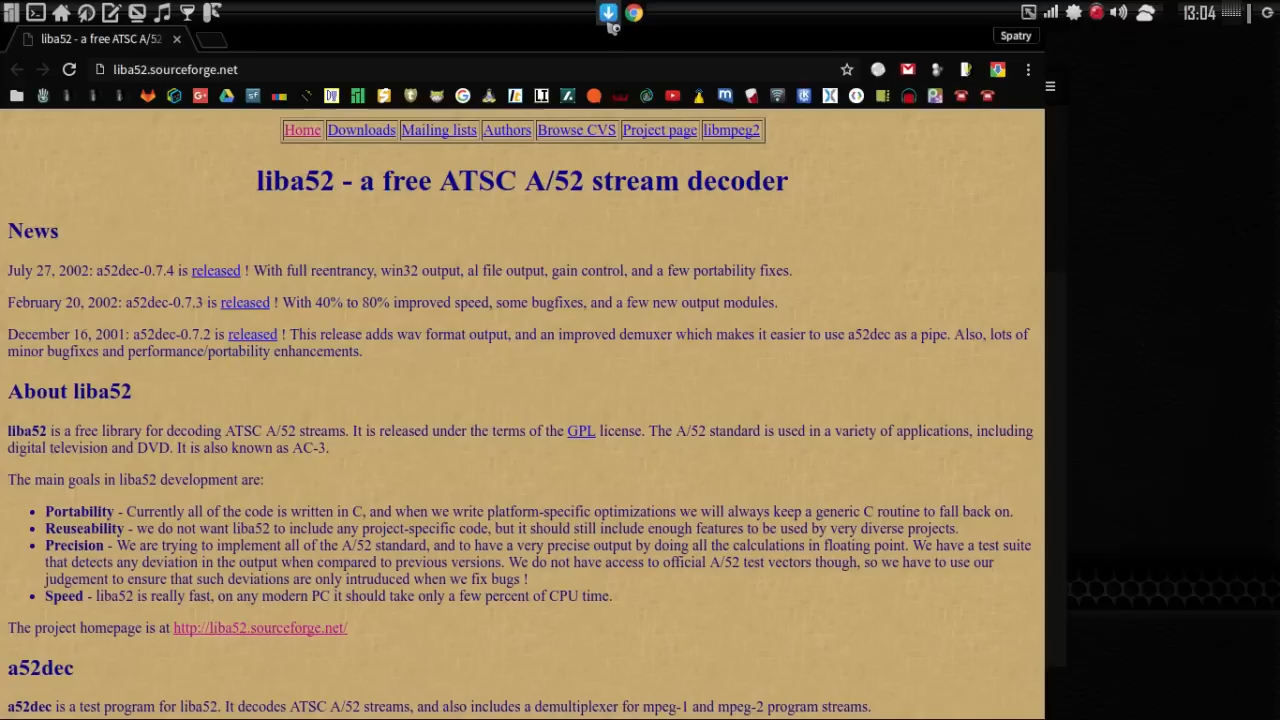 13:04
liba52 - a free ATSC A/52
Spatry
liba52.sourceforge.net
Home Downloads Mailing lists Authors Browse CVS Project page libmpeg2
liba52 - a free ATSC A/52 stream decoder
News
July 27, 2002: a52dec-0.7.4 is released ! With full reentrancy, win32 output, al file output, gain control, and a few portability fixes.
February 20, 2002: a52dec-0.7.3 is released ! With 40% to 80% improved speed, some bugfixes, and a few new output modules.
December 16, 2001: a52dec-0.7.2 is released ! This release adds wav format output, and an improved demuxer which makes it easier to use a52dec as a pipe. Also, lots of
minor bugfixes and performance/portability enhancements.
About liba52
liba52 is a free library for decoding ATSC A/52 streams. It is released under the terms of the GPL license. The A/52 standard is used in a variety of applications, including
digital television and DVD. It is also known as AC-3.
The main goals in liba52 development are:
• Portability - Currently all of the code is written in C, and when we write platform-specific optimizations we will always keep a generic C routine to fall back on.
• Reuseability - we do not want liba52 to include any project-specific code, but it should still include enough features to be used by very diverse projects.
• Precision - We are trying to implement all of the A/52 standard, and to have a very precise output by doing all the calculations in floating point. We have a test suite
that detects any deviation in the output when compared to previous versions. We do not have access to official A/52 test vectors though, so we have to use our
judgement to ensure that such deviations are only intruduced when we fix bugs !
• Speed - liba52 is really fast, on any modern PC it should take only a few percent of CPU time.
The project homepage is at http://liba52.sourceforge.net/
a52dec
a52dec is a test program for liba52. It decodes ATSC A/52 streams, and also includes a demultiplexer for mpeg-1 and mpeg-2 program streams.